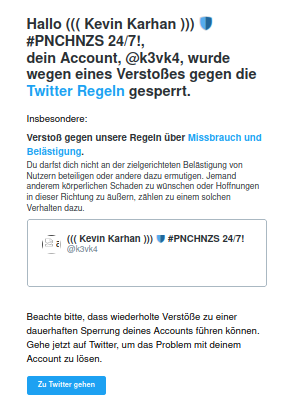 Hallo ((( Kevin Karhan ))) 🛡️
#PNCHNZS 24/7!,
dein Account, @k3vk4, wurde
wegen eines Verstoßes gegen die
Twitter Regeln gesperrt.
Insbesondere:
Verstoß gegen unsere Regeln über Missbrauch und
Belästigung.
Du darfst dich nicht an der zielgerichteten Belästigung von
Nutzern beteiligen oder andere dazu ermutigen. Jemand
anderem körperlichen Schaden zu wünschen oder Hoffnungen
in dieser Richtung zu äußern, zählen zu einem solchen
Verhalten dazu.
((( Kevin Karhan ))) 🛡️ #PNCHNZS 24/7!
@k3vk4
Beachte bitte, dass wiederholte Verstöße zu einer
dauerhaften Sperrung deines Accounts führen können.
Gehe jetzt auf Twitter, um das Problem mit deinem
Account zu lösen.
Zu Twitter gehen